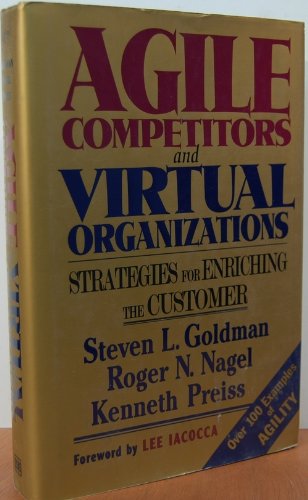 AGILE
COMPETITORS
and
VIRTUAL
ORGANIZATIONS
STRATEGIES FOR ENRICHING
THE CUSTOMER
Steven L. Goldman
Roger N. Nagel
Kenneth Preiss
Foreword by LEE IACOCCA
Over 100 Examples
of
AGILITY